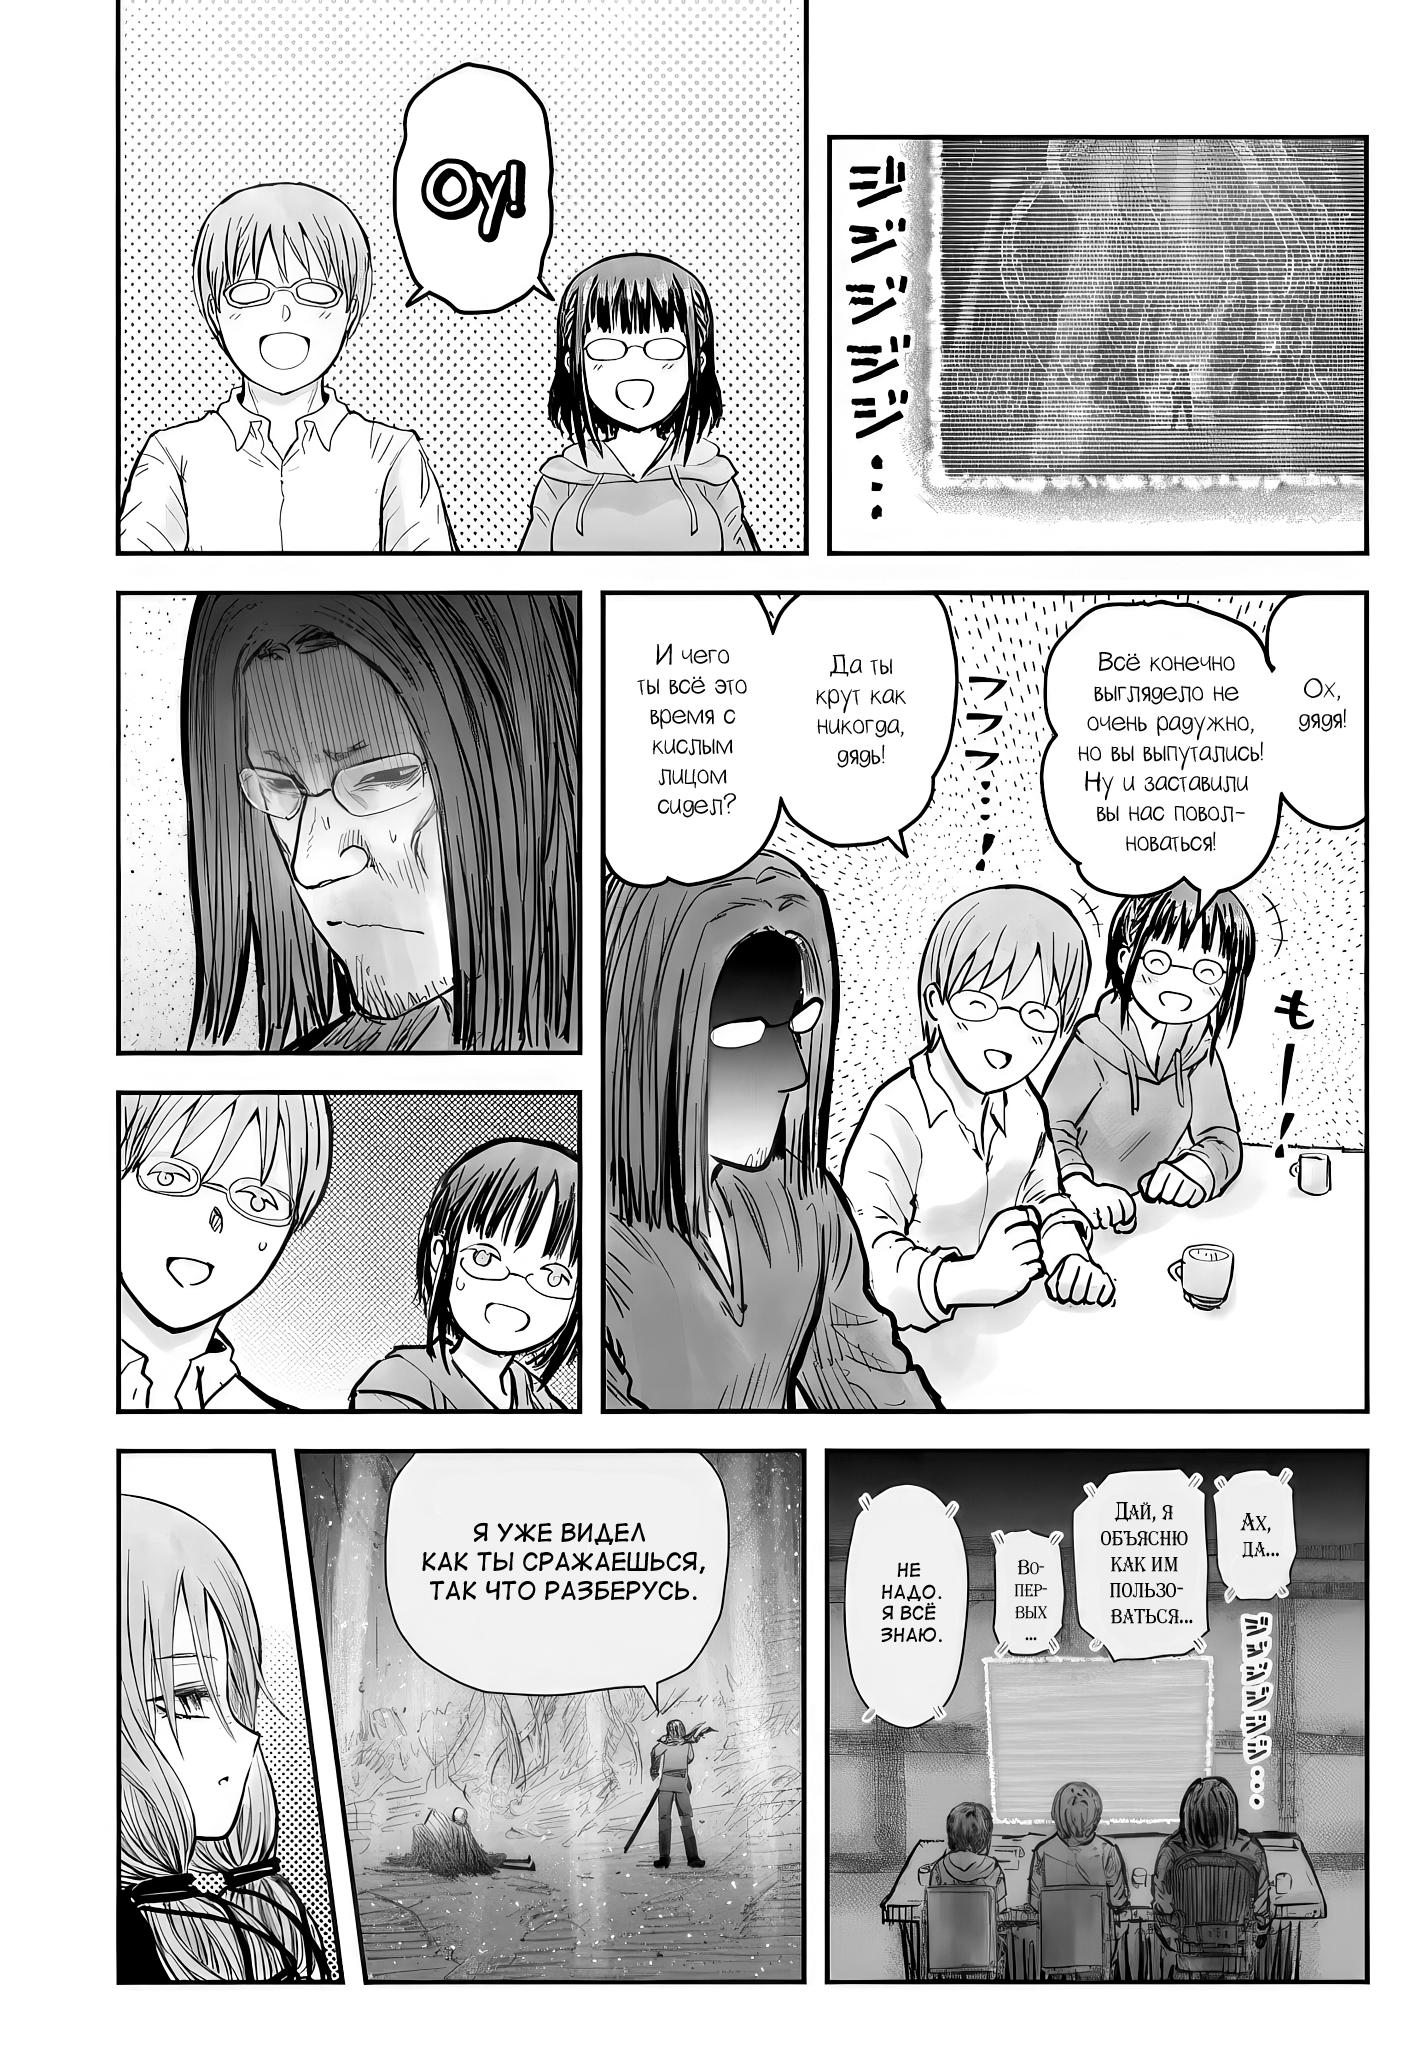 ジジジジジ…
Оу!
Ох,
дядя!
Всё конечно
выглядело не
очень радужно,
но вы выпутались!
Ну и заставили
вы нас повол-
новаться!
フフフ…!
もー!
Да ты
крут как
никогда,
дядь!
И чего
ты всё это
время с
кислым
лицом
сидел?
Ах,
да...
Дай, я
объясню
как им
пользо-
ваться...
Во-
пер-
вых
...
Не
надо.
Я всё
знаю.
Я уже видел
как ты сражаешься,
так что разберусь.